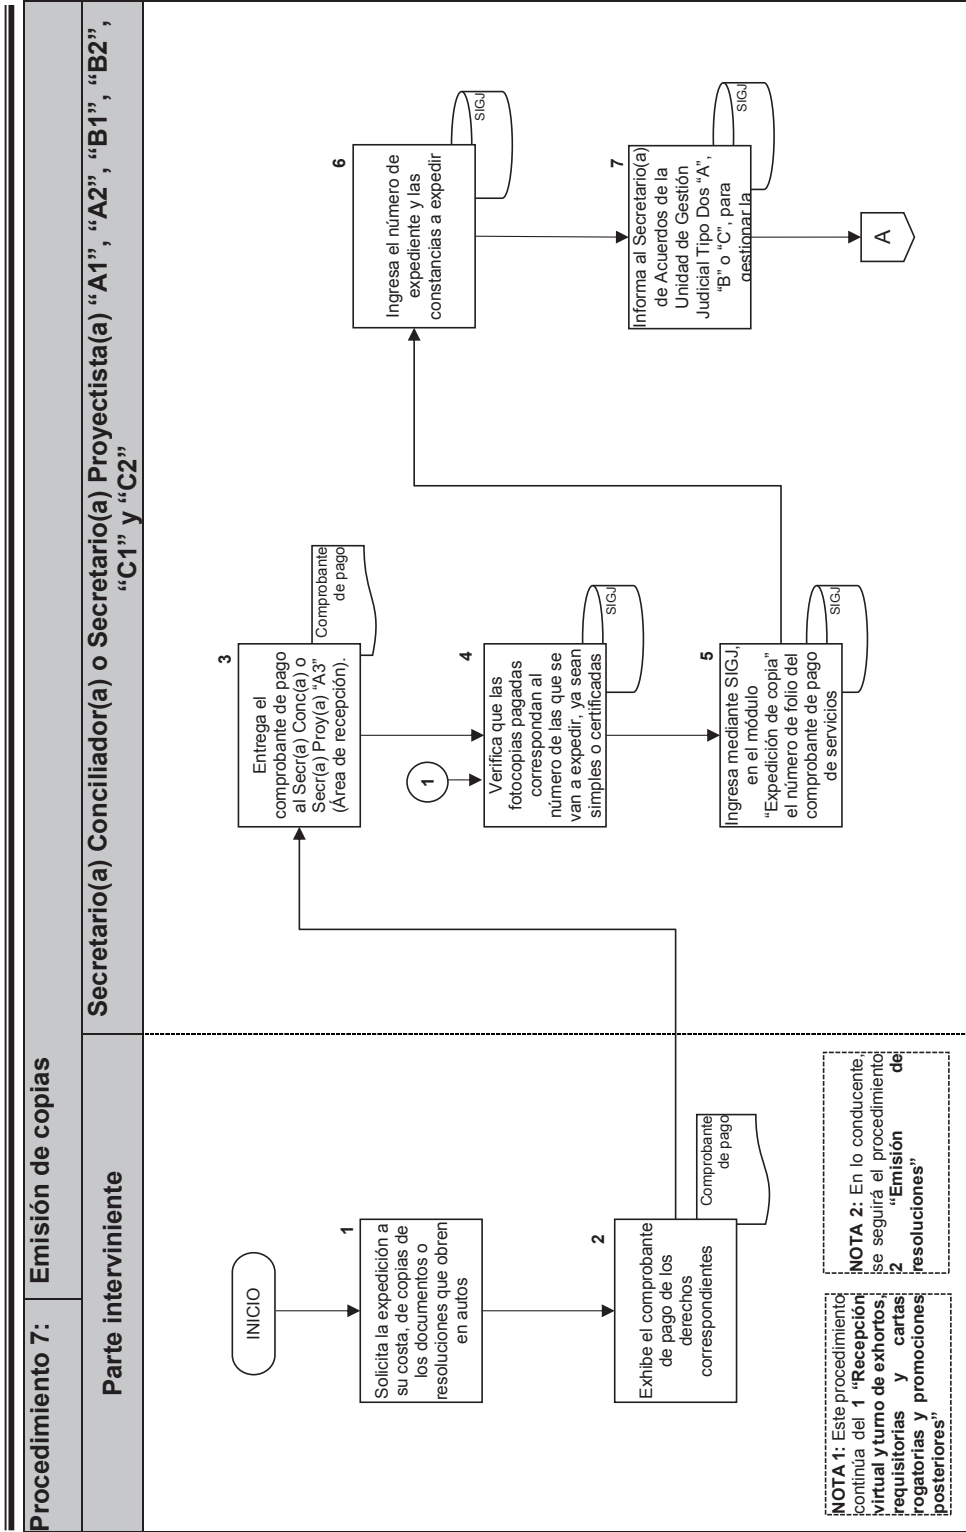 Procedimiento 7: Emisión de copias
Parte interviniente
Secretario(a) Conciliador(a) o Secretario(a) Proyectista(a) “A1”, “A2”, “B1”, “B2”,
“C1” y “C2”
INICIO
1
Solicita la expedición a
su costa, de copias de
los documentos o
resoluciones que obren
en autos
2
Exhibe el comprobante
de pago de los
derechos
correspondientes
Comprobante
de pago
NOTA 1: Este procedimiento
continúa del 1 “Recepción
virtual y turno de exhortos,
requisitorias y cartas
rogatorias y promociones
posteriores”
NOTA 2: En lo conducente,
se seguirá el procedimiento
2 “Emisión de
resoluciones”
3
Entrega el
comprobante de pago
al Secr(a) Conc(a) o
Secr(a) Proy(a) “A3”
(Área de recepción).
Comprobante
de pago
1
4
Verifica que las
fotocopias pagadas
correspondan al
número de las que se
van a expedir, ya sean
simples o certificadas
SIGJ
5
Ingresa mediante SIGJ,
en el módulo
“Expedición de copia”
el número de folio del
comprobante de pago
de servicios
SIGJ
6
Ingresa el número de
expediente y las
constancias a expedir
SIGJ
7
Informa al Secretario(a)
de Acuerdos de la
Unidad de Gestión
Judicial Tipo Dos “A”,
“B” o “C”, para
gestionar la
SIGJ
A